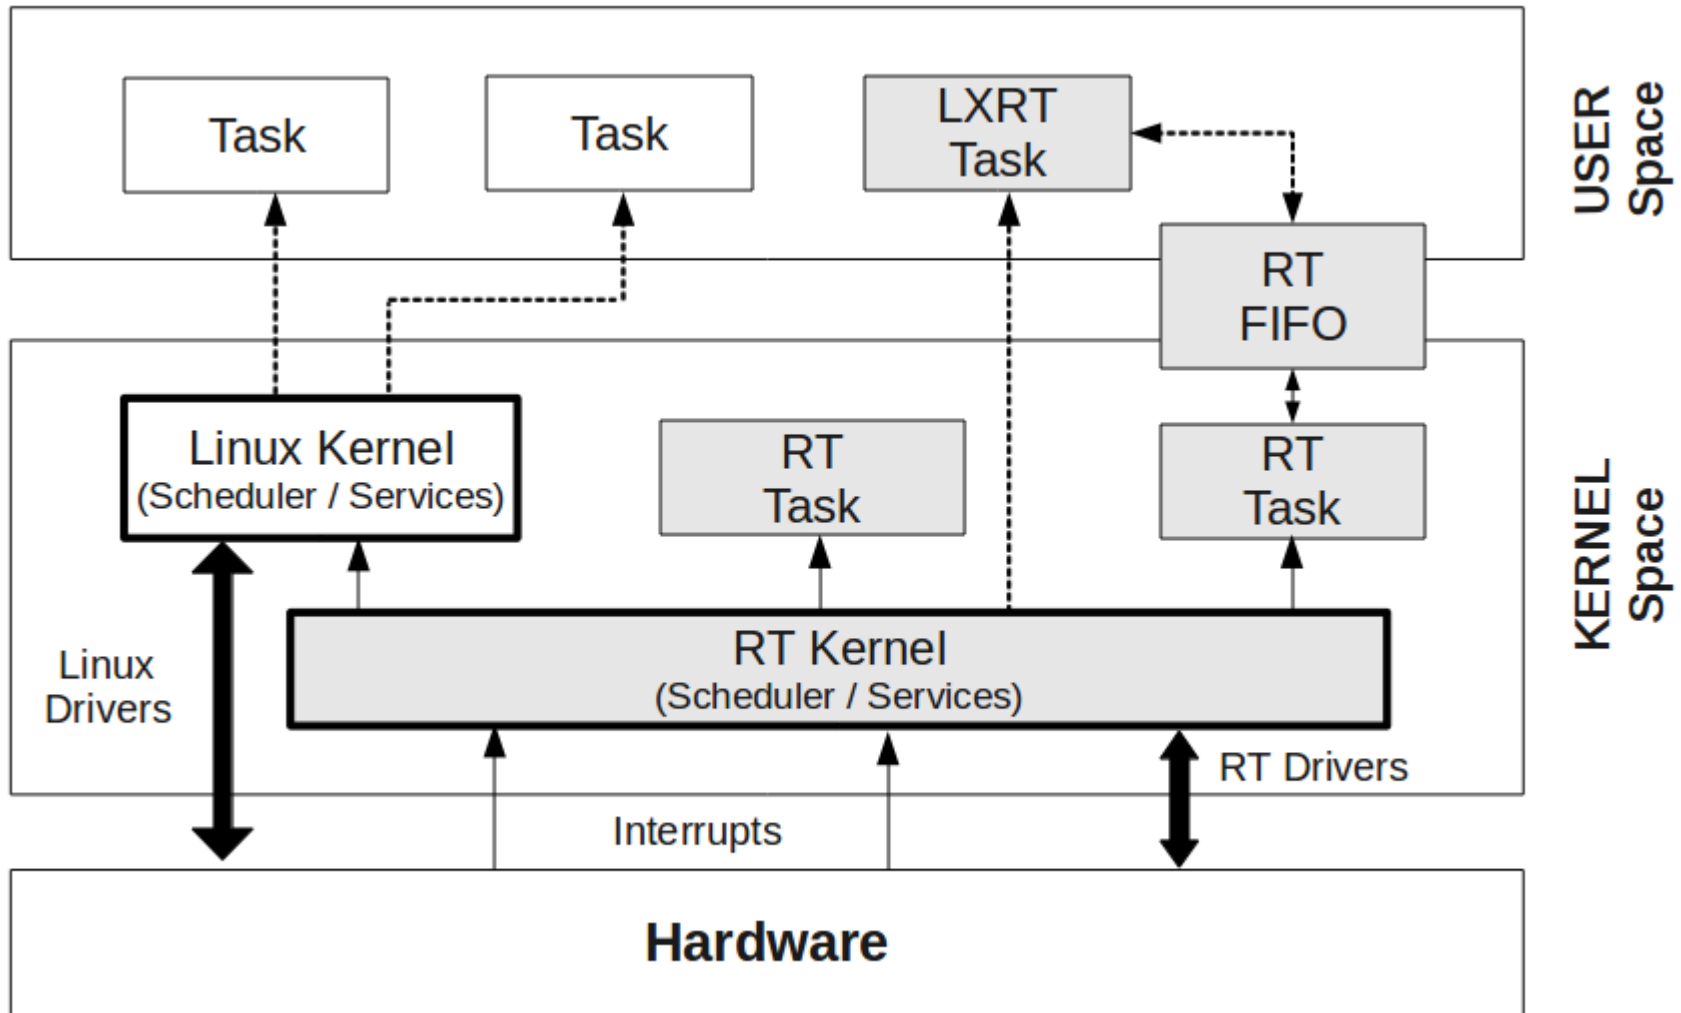 Task
Task
LXRT
Task
USER
Space
RT
FIFO
Linux Kernel
(Scheduler / Services)
RT
Task
RT
Task
KERNEL
Space
Linux
Drivers
RT Kernel
(Scheduler / Services)
RT Drivers
Interrupts
Hardware